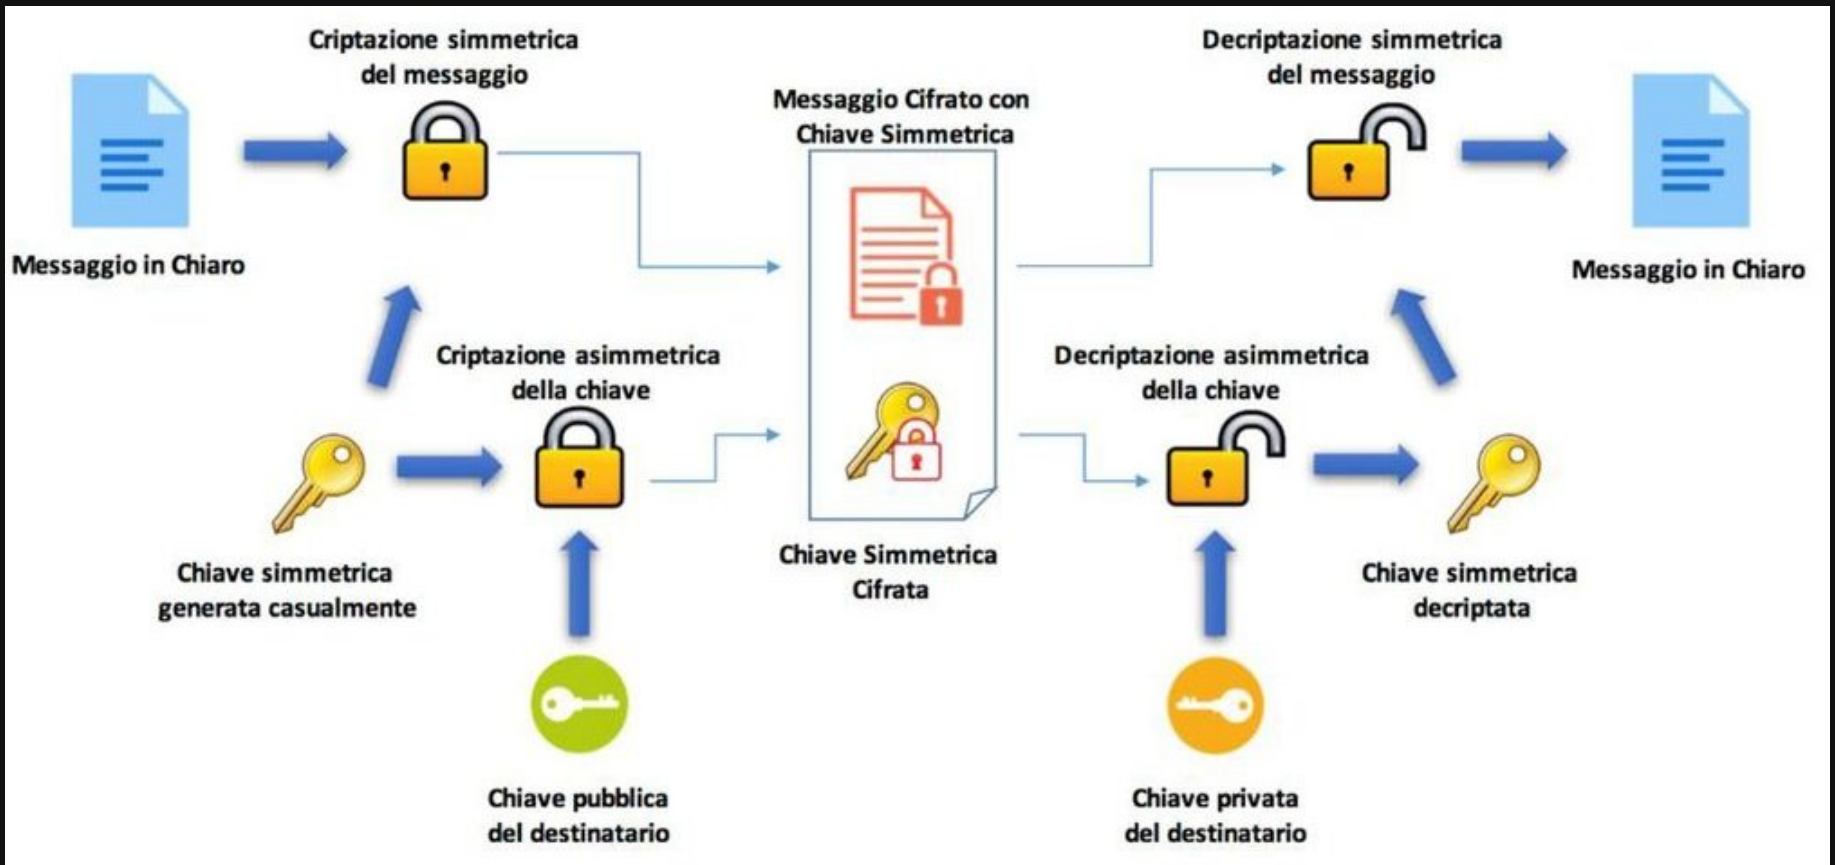 Criptazione simmetrica
del messaggio
Decriptazione simmetrica
del messaggio
Messaggio Cifrato con
Chiave Simmetrica
Messaggio in Chiaro
Messaggio in Chiaro
Criptazione asimmetrica
della chiave
Decriptazione asimmetrica
della chiave
Chiave simmetrica
generata casualmente
Chiave Simmetrica
Cifrata
Chiave simmetrica
decriptata
Chiave pubblica
del destinatario
Chiave privata
del destinatario